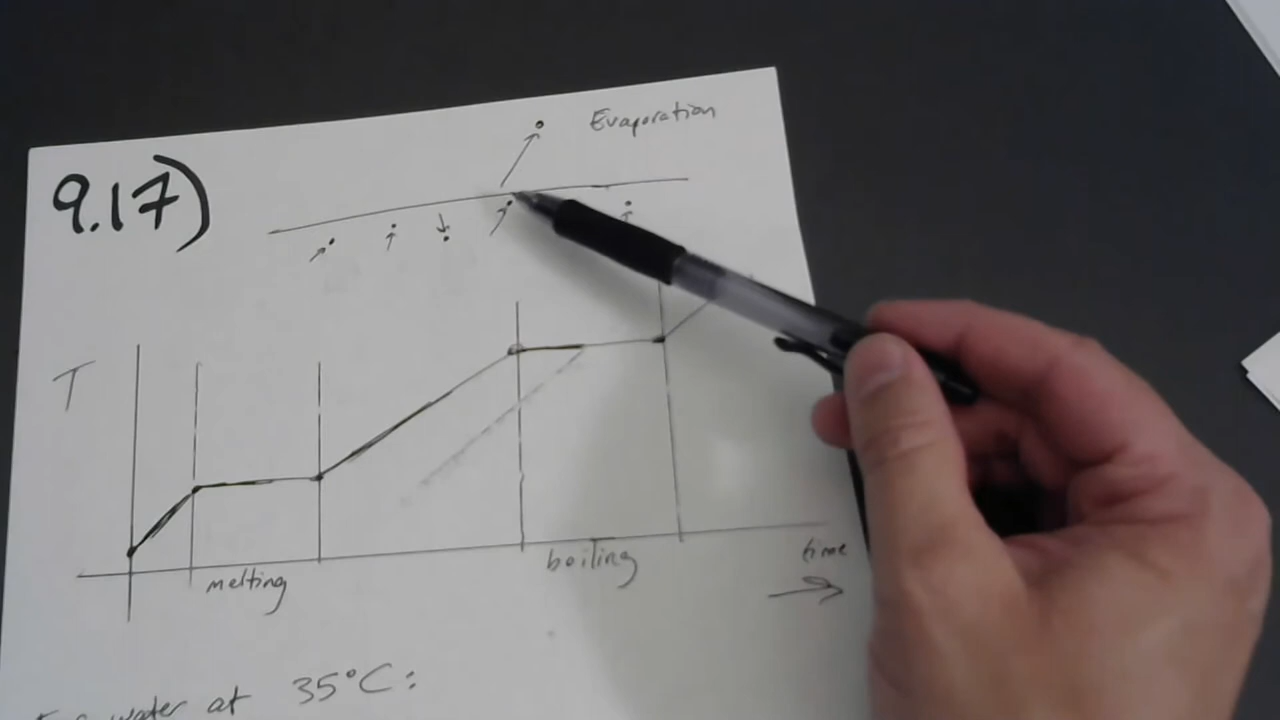 Evaporation
9.17)
T
melting
boiling
time
water at 35°C: